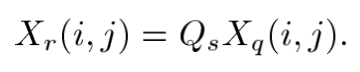 X_r(i, j) = Q_s X_q(i, j).